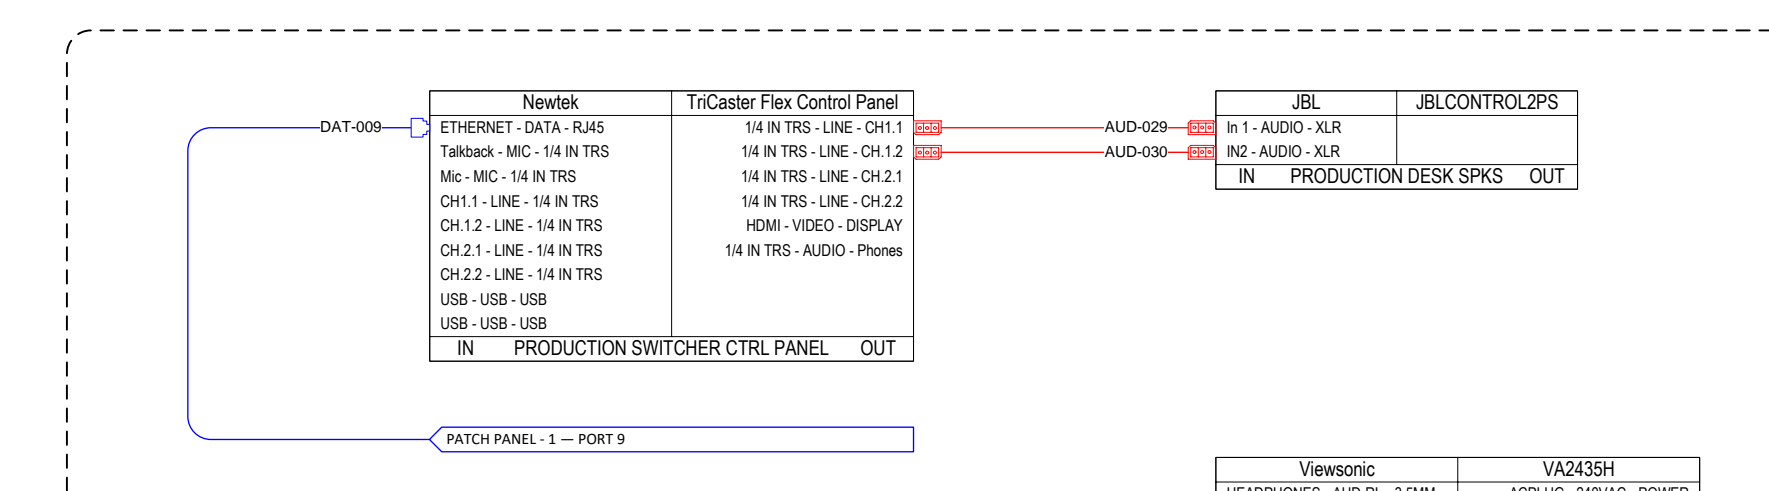 Newtek TriCaster Flex Control Panel
DAT-009 ETHERNET - DATA - RJ45 1/4 IN TRS - LINE - CH1.1 AUD-029
Talkback - MIC - 1/4 IN TRS 1/4 IN TRS - LINE - CH.1.2 AUD-030
Mic - MIC - 1/4 IN TRS 1/4 IN TRS - LINE - CH.2.1
CH1.1 - LINE - 1/4 IN TRS 1/4 IN TRS - LINE - CH.2.2
CH.1.2 - LINE - 1/4 IN TRS HDMI - VIDEO - DISPLAY
CH.2.1 - LINE - 1/4 IN TRS 1/4 IN TRS - AUDIO - Phones
CH.2.2 - LINE - 1/4 IN TRS
USB - USB - USB
USB - USB - USB
IN PRODUCTION SWITCHER CTRL PANEL OUT
JBL JBLCONTROL2PS
In 1 - AUDIO - XLR
IN2 - AUDIO - XLR
IN PRODUCTION DESK SPKS OUT
PATCH PANEL - 1 — PORT 9
Viewsonic VA2435H